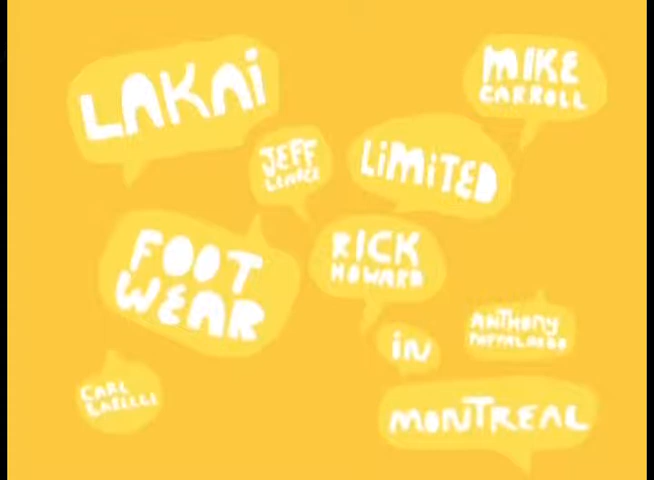 LAKAi
MIKE
CARROLL
JEFF
LiMiTED
FOOT
WEAR
RICK
HOWARD
iN
ANTHONY
CARL
MONTREAL